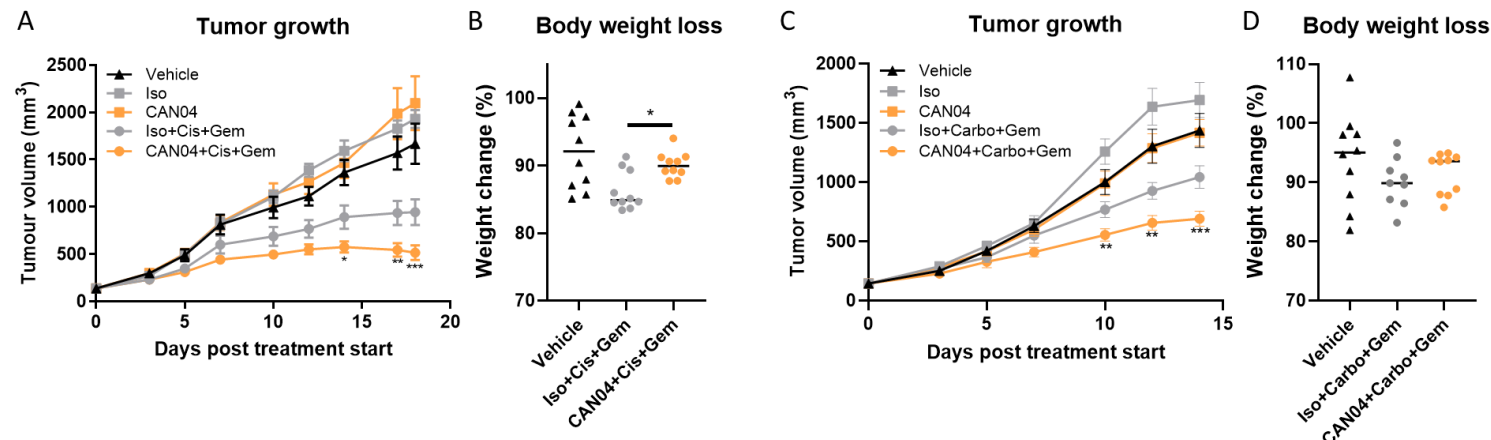 A
Tumor growth
Tumour volume (mm3)
2500
2000
1500
1000
500
0
Vehicle
Iso
CAN04
Iso+Cis+Gem
CAN04+Cis+Gem
*
**
***
0
5
10
15
20
Days post treatment start
B
Body weight loss
Weight change (%)
100
90
80
70
*
Vehicle
Iso+Cis+Gem
CAN04+Cis+Gem
C
Tumor growth
Tumor volume (mm3)
2000
1500
1000
500
0
Vehicle
Iso
CAN04
Iso+Carbo+Gem
CAN04+Carbo+Gem
**
**
***
0
5
10
15
Days post treatment start
D
Body weight loss
Weight change (%)
110
100
90
80
70
Vehicle
Iso+Carbo+Gem
CAN04+Carbo+Gem